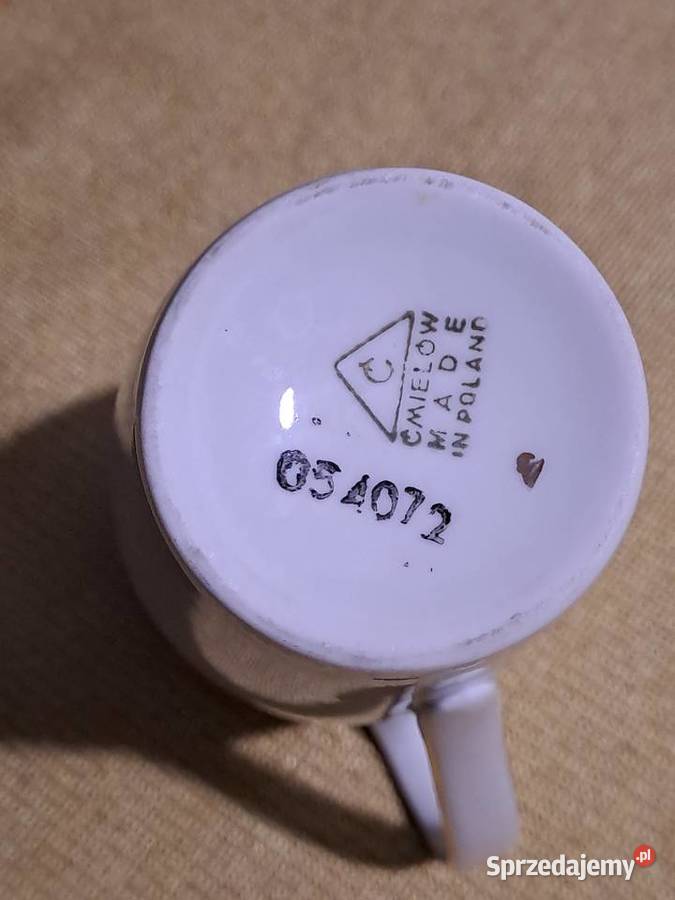 C
ĆMIELÓW
MADE
IN POLAND
054072
Sprzedajemy.pl